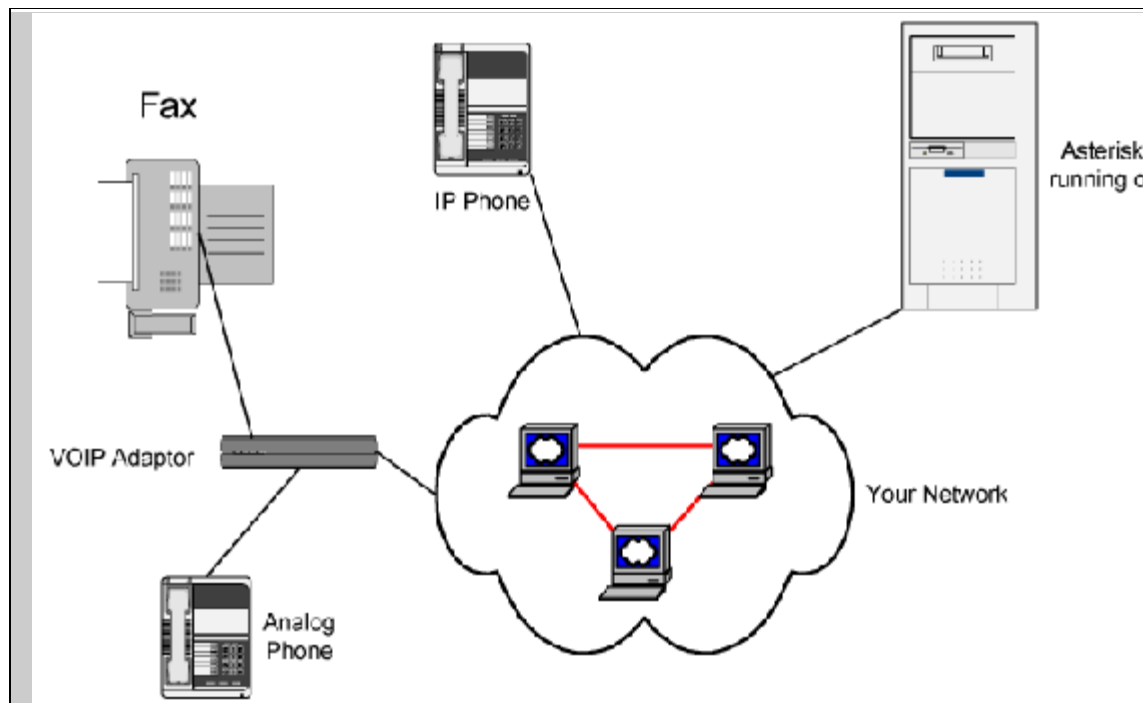 Fax
IP Phone
Asterisk
running o
VOIP Adaptor
Your Network
Analog
Phone